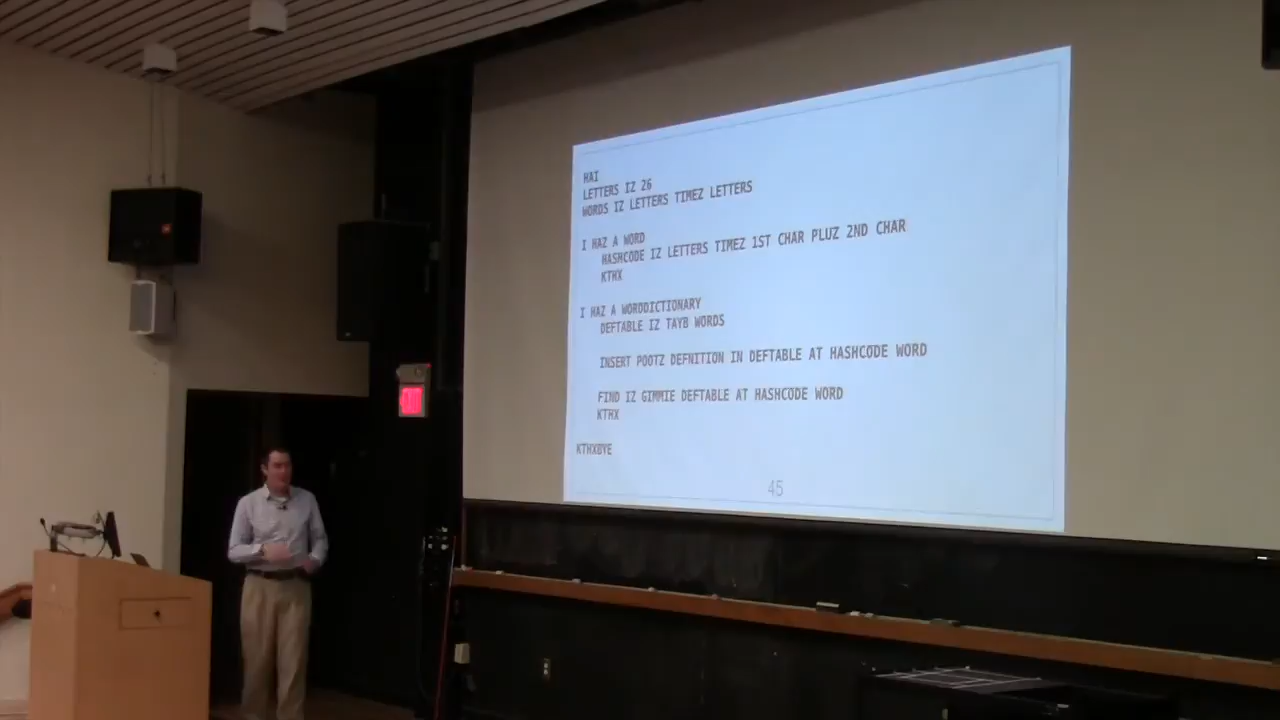 HAI
LETTERS IZ 26
WORDS IZ LETTERS TIMEZ LETTERS
I HAZ A WORD
HASHCODE IZ LETTERS TIMEZ 1ST CHAR PLUZ 2ND CHAR
KTHX
I HAZ A WORDDICTIONARY
DEFTABLE IZ TAYB WORDS
INSERT POOTZ DEFNITION IN DEFTABLE AT HASHCODE WORD
FIND IZ GIMMIE DEFTABLE AT HASHCODE WORD
KTHX
KTHXBYE
45